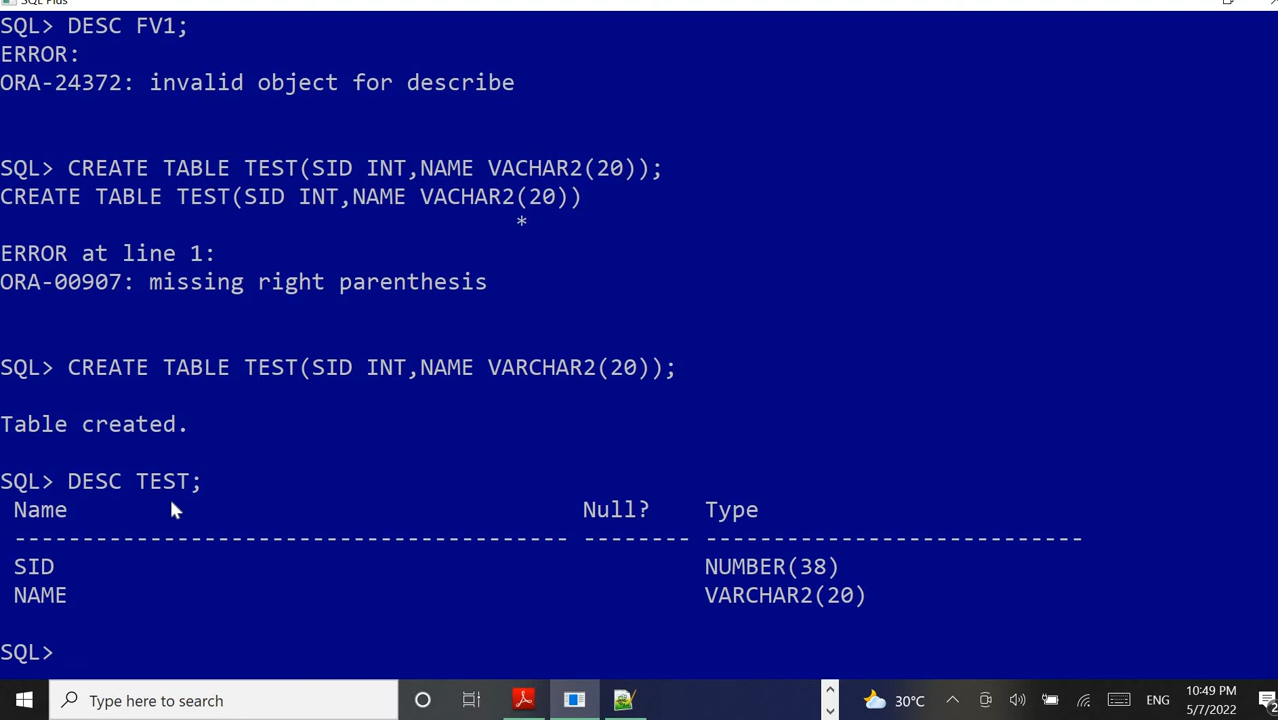 SQL Plus
SQL> DESC FV1;
ERROR:
ORA-24372: invalid object for describe
SQL> CREATE TABLE TEST(SID INT,NAME VACHAR2(20));
CREATE TABLE TEST(SID INT,NAME VACHAR2(20))
*
ERROR at line 1:
ORA-00907: missing right parenthesis
SQL> CREATE TABLE TEST(SID INT,NAME VARCHAR2(20));
Table created.
SQL> DESC TEST;
Name Null? Type
----------------------------------------- -------- ----------------------------
SID NUMBER(38)
NAME VARCHAR2(20)
SQL>
Type here to search 30°C ENG 10:49 PM
5/7/2022 2